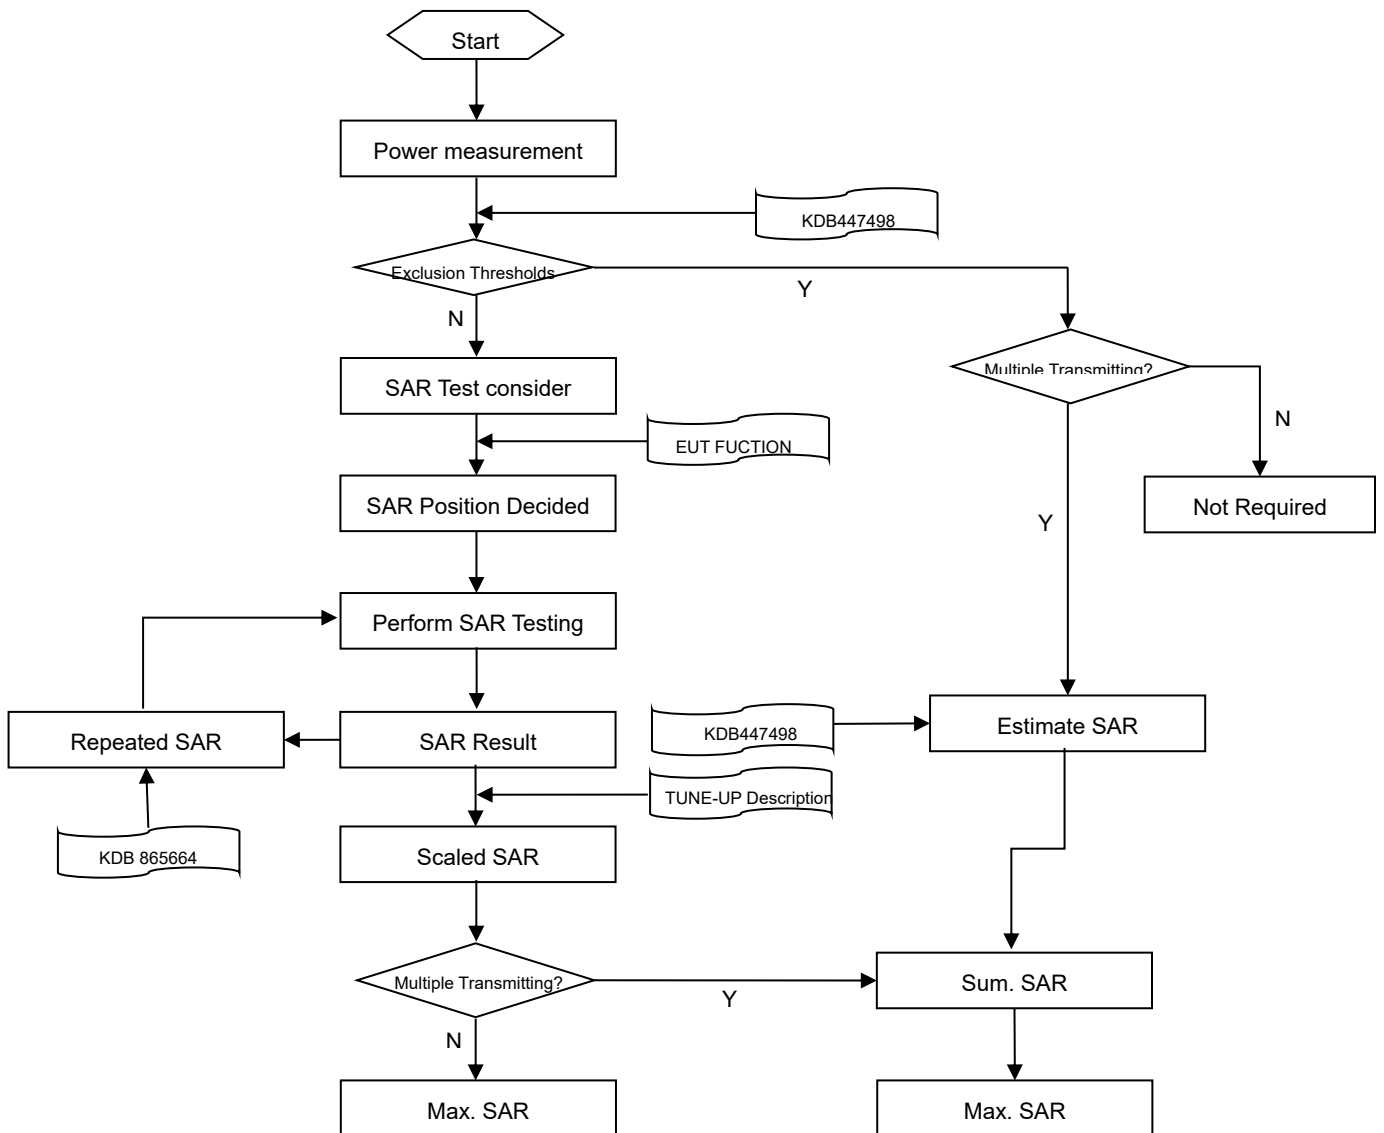 Start
Power measurement
KDB447498
Exclusion Thresholds
Y
N
Multiple Transmitting?
SAR Test consider
N
EUT FUCTION
SAR Position Decided
Not Required
Y
Perform SAR Testing
Repeated SAR
SAR Result
KDB447498
Estimate SAR
TUNE-UP Description
KDB 865664
Scaled SAR
Multiple Transmitting?
Y
Sum. SAR
N
Max. SAR
Max. SAR